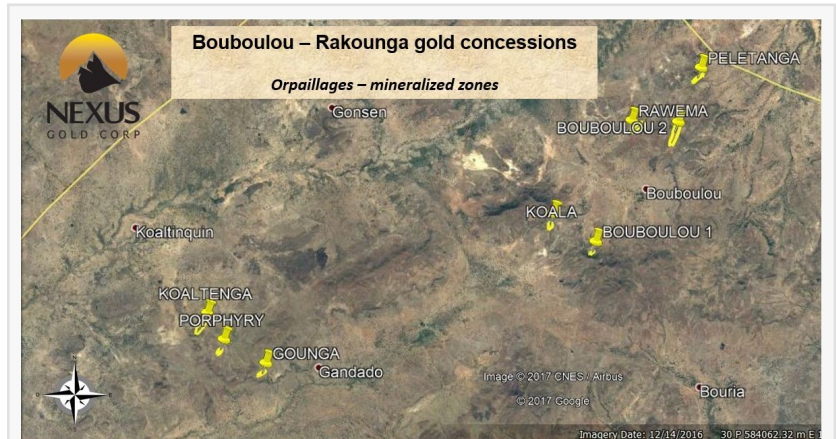 Bouboulou – Rakounga gold concessions
Orpaillages – mineralized zones
NEXUS
GOLD CORP
PELETANGA
Gonsen
RAWEMA
BOUBOULOU 2
Bouboulou
KOALA
Koaltinquin
BOUBOULOU 1
KOALTENGA
PORPHYRY
GOUNGA
Gandado
Image © 2017 CNES / Airbus
Bouria
© 2017 Google
Imagery Date: 12/14/2016 30 P 584062.32 m E